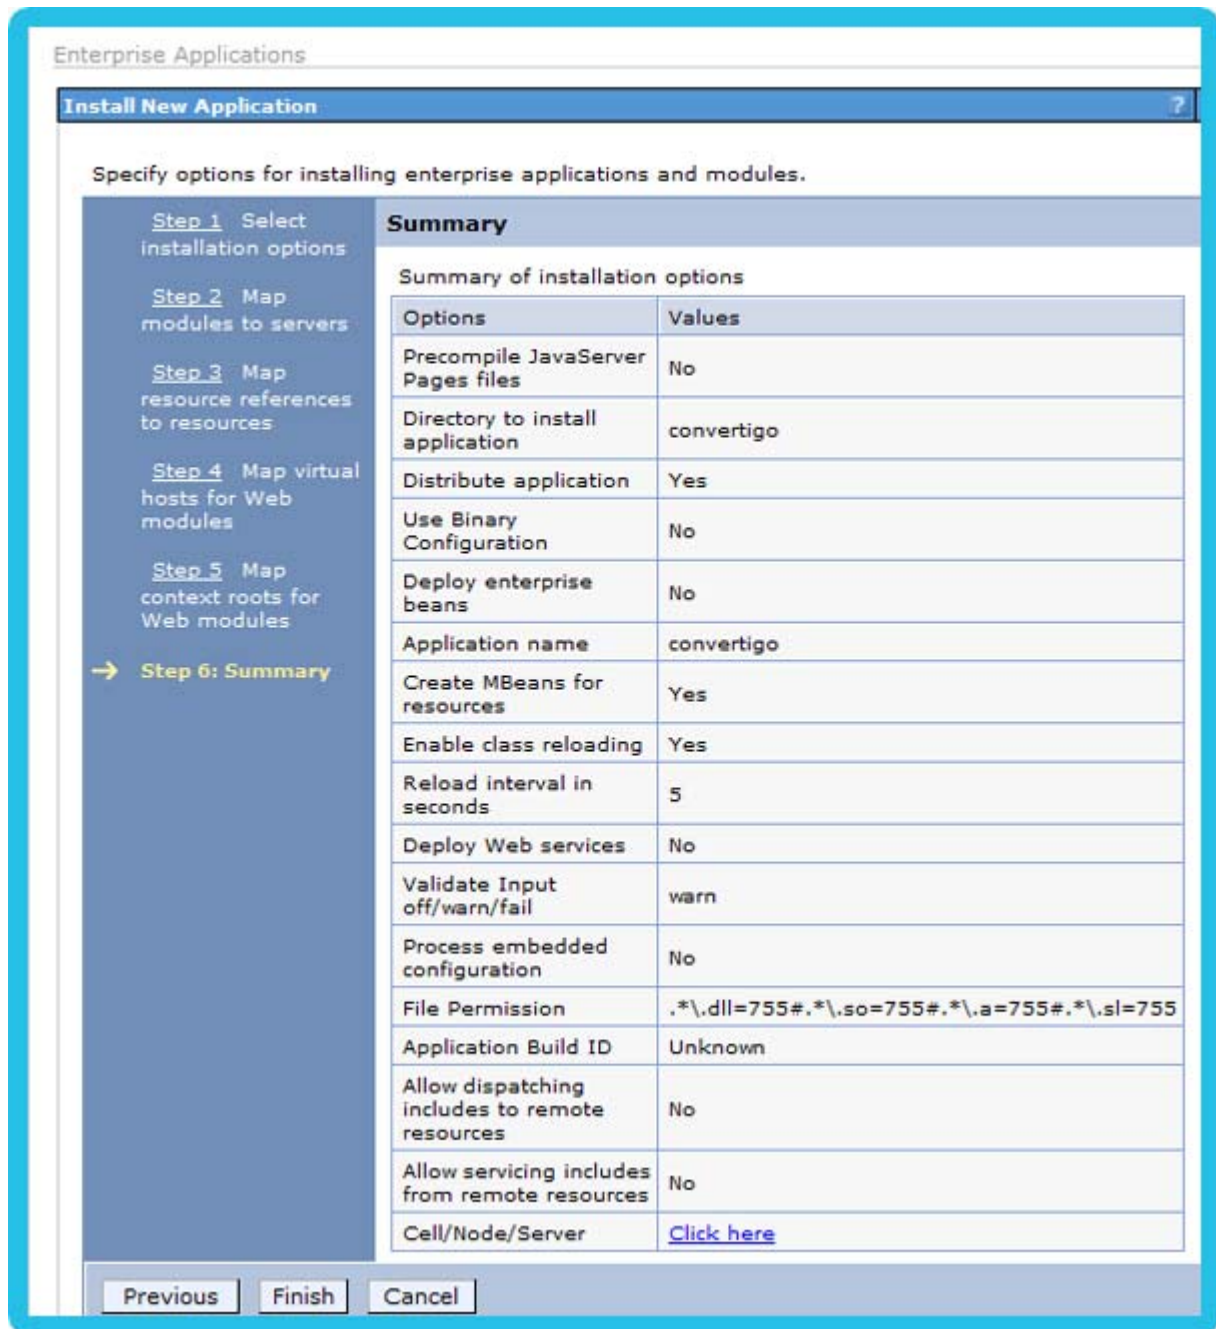 Enterprise Applications
Install New Application
?
Specify options for installing enterprise applications and modules.
Step 1 Select
installation options
Step 2 Map
modules to servers
Step 3 Map
resource references
to resources
Step 4 Map virtual
hosts for Web
modules
Step 5 Map
context roots for
Web modules
→ Step 6: Summary
Summary
Summary of installation options
Options Values
Precompile JavaServer
Pages files
No
Directory to install
application
convertigo
Distribute application Yes
Use Binary
Configuration
No
Deploy enterprise
beans
No
Application name convertigo
Create MBeans for
resources
Yes
Enable class reloading Yes
Reload interval in
seconds
5
Deploy Web services No
Validate Input
off/warn/fail
warn
Process embedded
configuration
No
File Permission .*\.dll=755#.*\.so=755#.*\.a=755#.*\.sl=755
Application Build ID Unknown
Allow dispatching
includes to remote
resources
No
Allow servicing includes
from remote resources
No
Cell/Node/Server Click here
Previous Finish Cancel